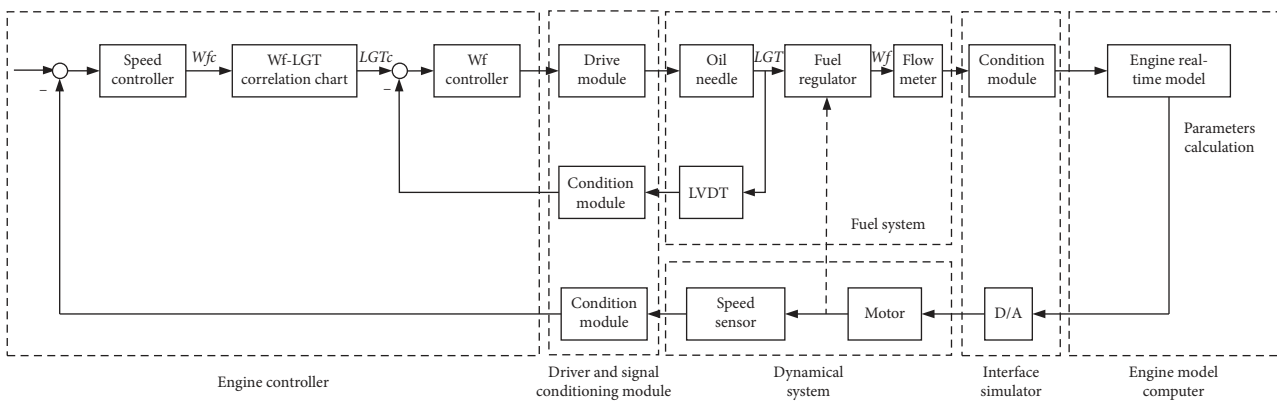 Speed
controller
Wfc
Wf-LGT
correlation chart
LGTc
Wf
controller
Drive
module
Oil
needle
LGT
Fuel
regulator
Wf
Flow
meter
Condition
module
Engine real-
time model
–
–
Parameters
calculation
Condition
module
LVDT
Fuel system
Condition
module
Speed
sensor
Motor
D/A
Engine controller
Driver and signal
conditioning module
Dynamical
system
Interface
simulator
Engine model
computer